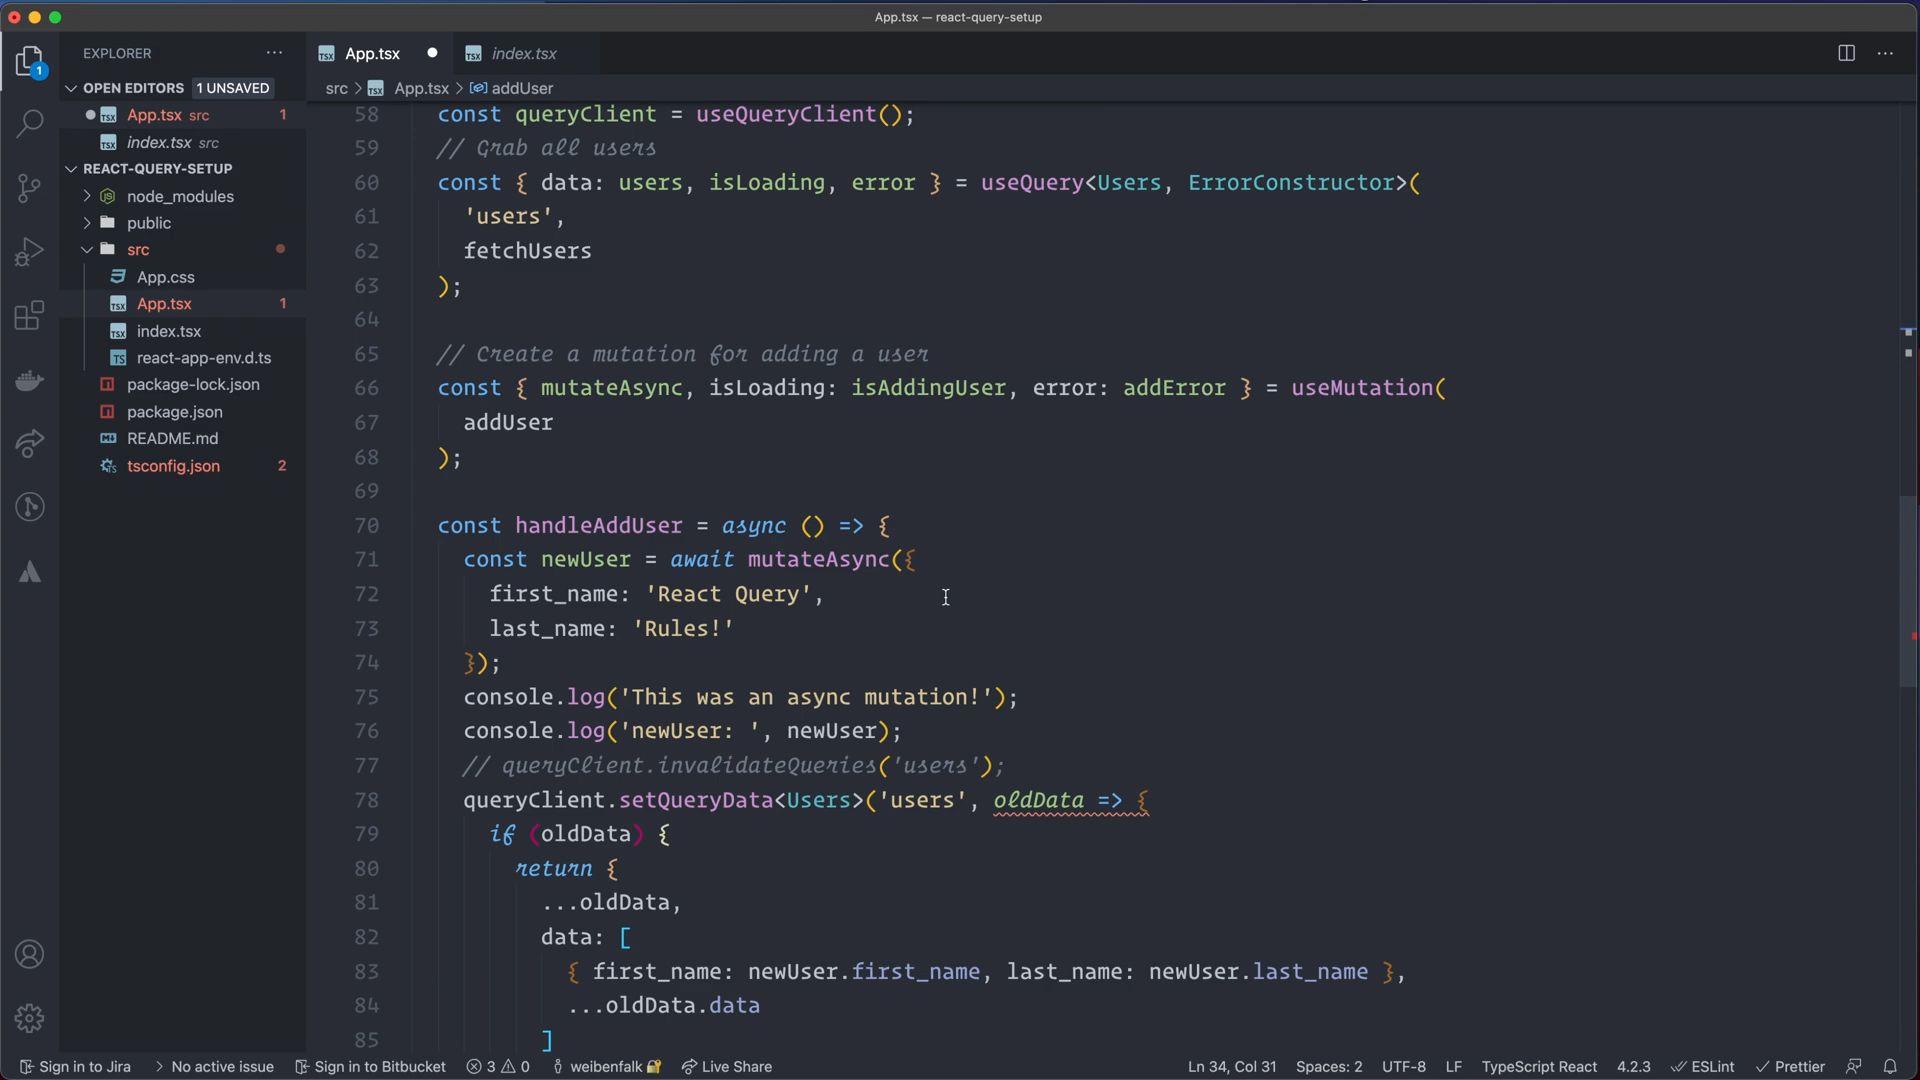 App.tsx — react-query-setup
EXPLORER
App.tsx
index.tsx
OPEN EDITORS 1 UNSAVED
src > App.tsx > addUser
App.tsx src 1
index.tsx src
REACT-QUERY-SETUP
node_modules
public
src
App.css
App.tsx 1
index.tsx
react-app-env.d.ts
package-lock.json
package.json
README.md
tsconfig.json 2
58 const queryClient = useQueryClient();
59 // Grab all users
60 const { data: users, isLoading, error } = useQuery<Users, ErrorConstructor>(
61 'users',
62 fetchUsers
63 );
64
65 // Create a mutation for adding a user
66 const { mutateAsync, isLoading: isAddingUser, error: addError } = useMutation(
67 addUser
68 );
69
70 const handleAddUser = async () => {
71 const newUser = await mutateAsync({
72 first_name: 'React Query',
73 last_name: 'Rules!'
74 });
75 console.log('This was an async mutation!');
76 console.log('newUser: ', newUser);
77 // queryClient.invalidateQueries('users');
78 queryClient.setQueryData<Users>('users', oldData => {
79 if (oldData) {
80 return {
81 ...oldData,
82 data: [
83 { first_name: newUser.first_name, last_name: newUser.last_name },
84 ...oldData.data
85 ]
Sign in to Jira > No active issue Sign in to Bitbucket 3 0 weibenfalk Live Share Ln 34, Col 31 Spaces: 2 UTF-8 LF TypeScript React 4.2.3 ESLint Prettier